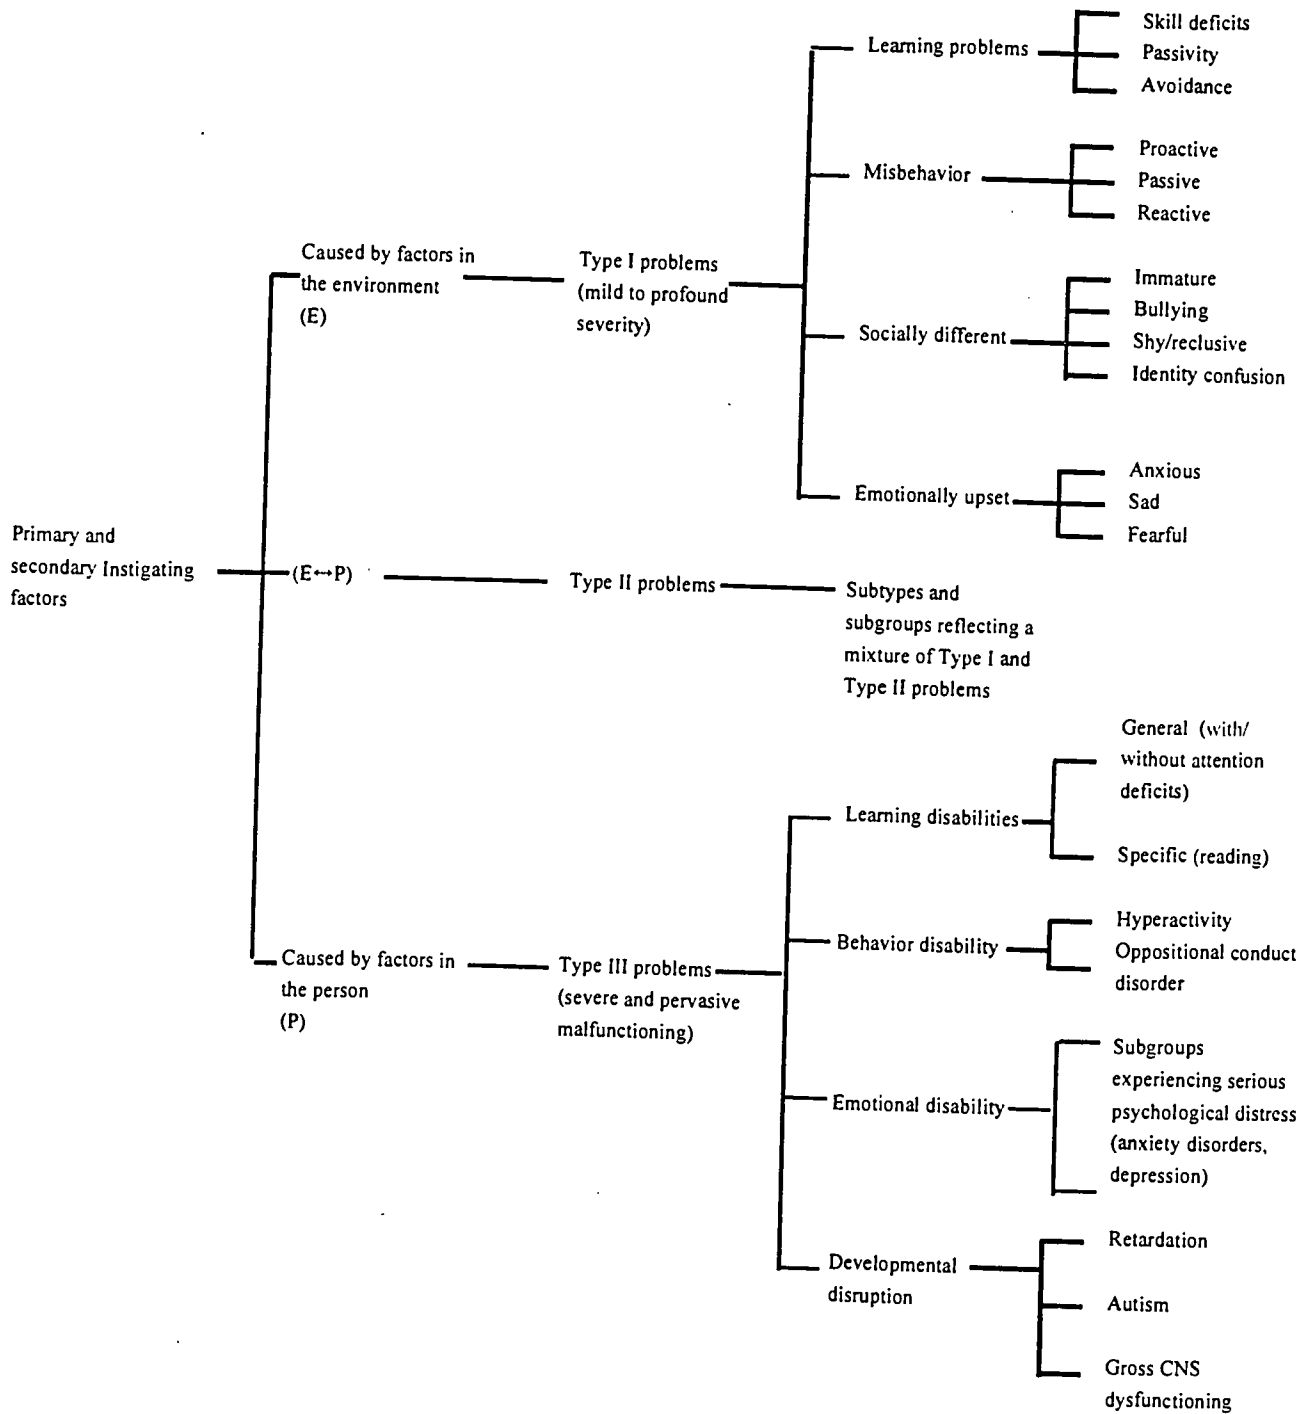 Primary and
secondary Instigating
factors
Caused by factors in
the environment
(E)
Type I problems
(mild to profound
severity)
Learning problems
Skill deficits
Passivity
Avoidance
Misbehavior
Proactive
Passive
Reactive
Socially different
Immature
Bullying
Shy/reclusive
Identity confusion
Emotionally upset
Anxious
Sad
Fearful
(E↔P)
Type II problems
Subtypes and
subgroups reflecting a
mixture of Type I and
Type II problems
Caused by factors in
the person
(P)
Type III problems
(severe and pervasive
malfunctioning)
Learning disabilities
General (with/
without attention
deficits)
Specific (reading)
Behavior disability
Hyperactivity
Oppositional conduct
disorder
Emotional disability
Subgroups
experiencing serious
psychological distress
(anxiety disorders,
depression)
Developmental
disruption
Retardation
Autism
Gross CNS
dysfunctioning